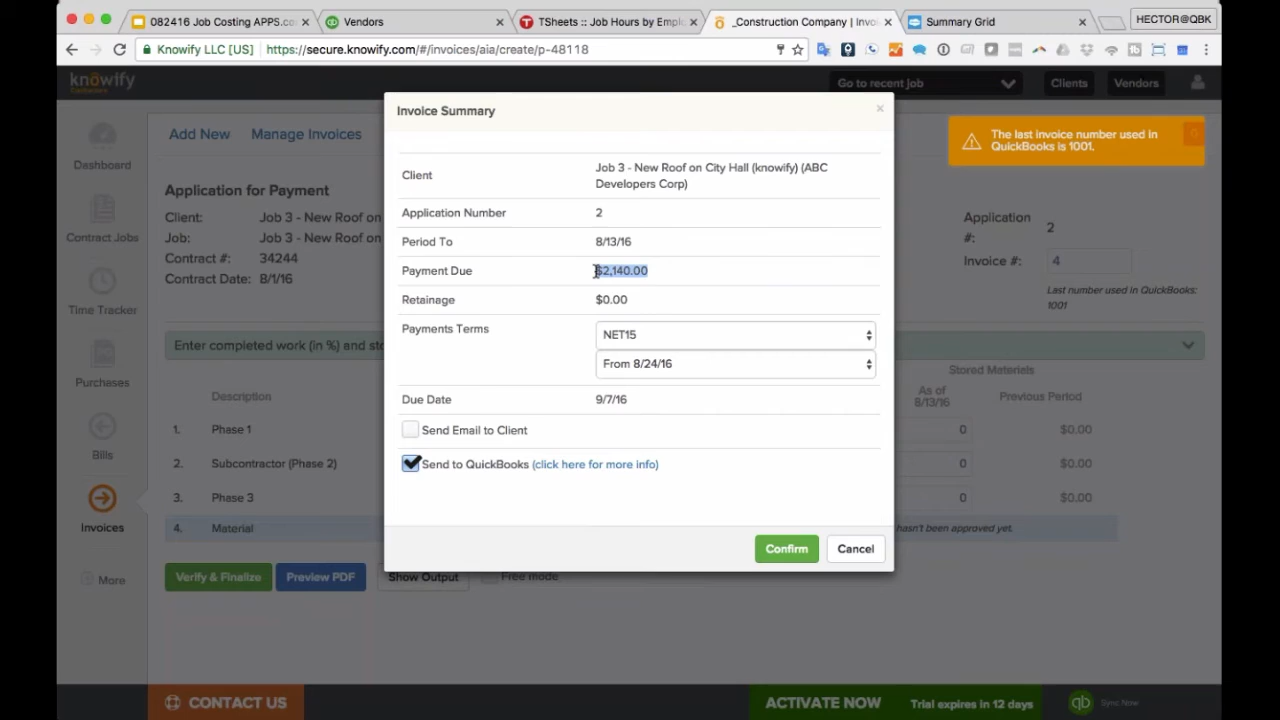 082416 Job Costing APPS.co
Vendors
TSheets :: Job Hours by Emplo
_Construction Company | Invoi
Summary Grid
HECTOR@QBK
Knowify LLC [US]
https://secure.knowify.com/#/invoices/aia/create/p-48118
knowify
Go to recent job
Clients
Vendors
Dashboard
Contract Jobs
Time Tracker
Purchases
Bills
Invoices
More
Add New
Manage Invoices
The last invoice number used in
QuickBooks is 1001.
Application for Payment
Client: Job 3 - New Roof on
Job: Job 3 - New Roof on
Contract #: 34244
Contract Date: 8/1/16
Application
#: 2
Invoice #: 4
Last number used in QuickBooks:
1001
Enter completed work (in %) and sto
Stored Materials
Description
As of
8/13/16
Previous Period
1. Phase 1 0 $0.00
2. Subcontractor (Phase 2) 0 $0.00
3. Phase 3 0 $0.00
4. Material hasn't been approved yet.
Verify & Finalize
Preview PDF
Show Output
Free mode
Invoice Summary
×
Client
Job 3 - New Roof on City Hall (knowify) (ABC
Developers Corp)
Application Number 2
Period To 8/13/16
Payment Due $2,140.00
Retainage $0.00
Payments Terms NET15
From 8/24/16
Due Date 9/7/16
Send Email to Client
Send to QuickBooks (click here for more info)
Confirm
Cancel
CONTACT US
ACTIVATE NOW
Trial expires in 12 days
qb
Sync Now